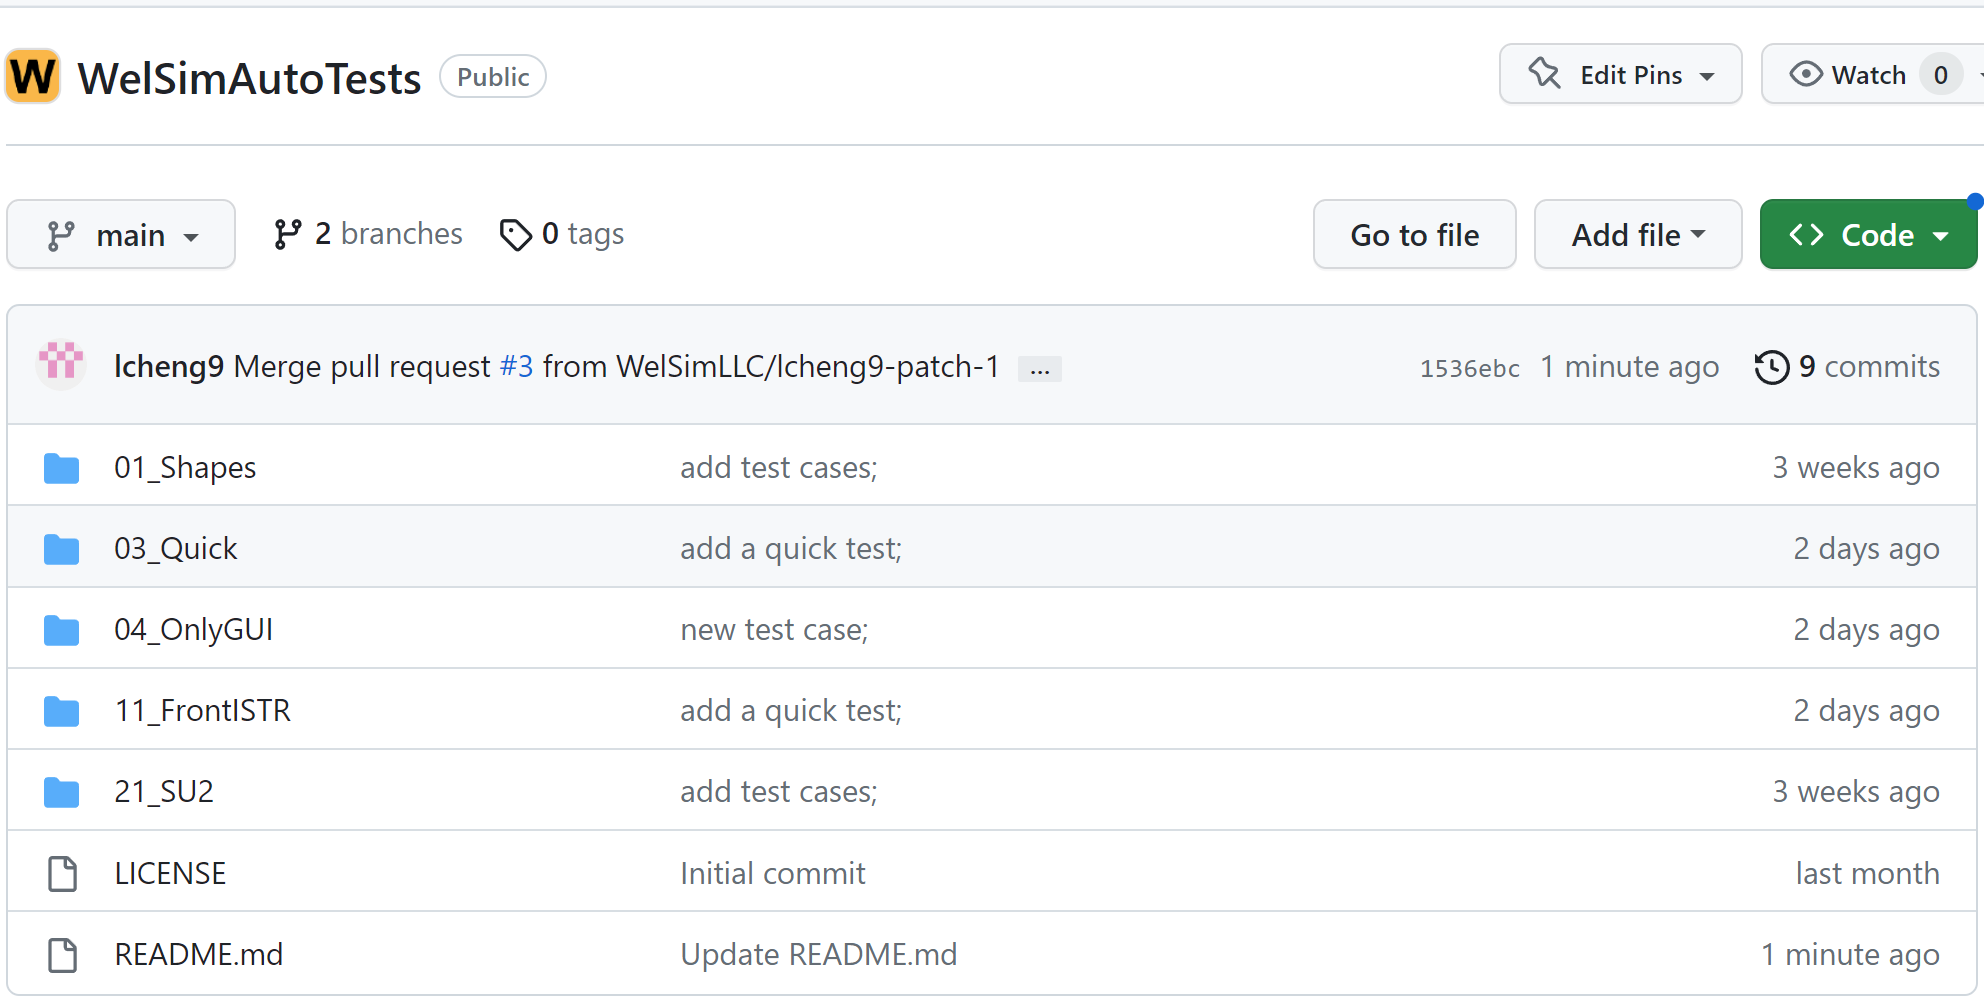 W WelSimAutoTests Public Edit Pins Watch 0
main 2 branches 0 tags Go to file Add file <> Code
lcheng9 Merge pull request #3 from WelSimLLC/lcheng9-patch-1 ... 1536ebc 1 minute ago 9 commits
01_Shapes add test cases; 3 weeks ago
03_Quick add a quick test; 2 days ago
04_OnlyGUI new test case; 2 days ago
11_FrontISTR add a quick test; 2 days ago
21_SU2 add test cases; 3 weeks ago
LICENSE Initial commit last month
README.md Update README.md 1 minute ago